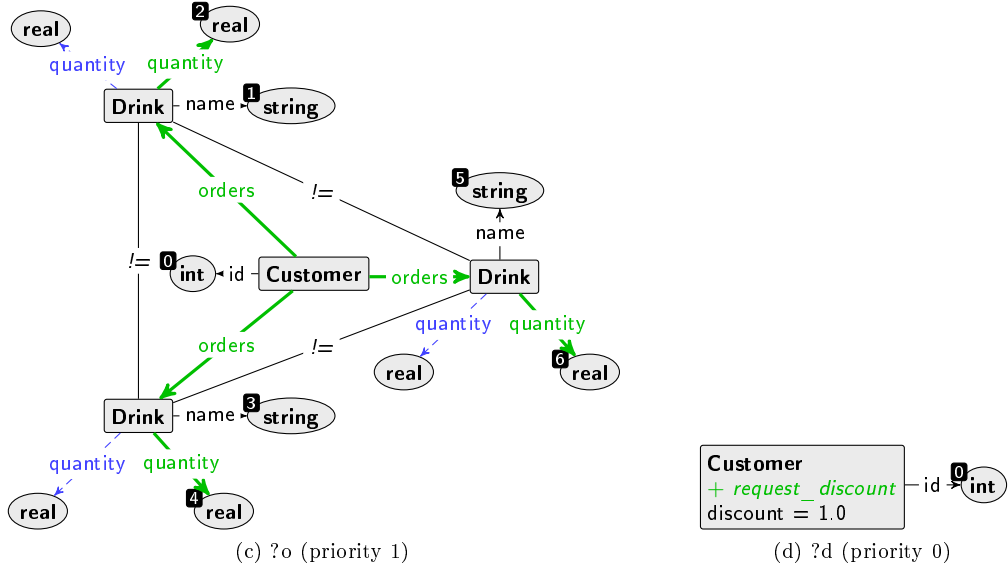 2
real
real
quantity
quantity
1
Drink
name
string
orders
!=
5
string
name
!=
0
int
id
Customer
orders
Drink
orders
!=
quantity
quantity
real
6
real
Drink
name
3
string
quantity
quantity
real
4
real
Customer
+ request_discount
discount = 1.0
id
0
int
(c) ?o (priority 1)
(d) ?d (priority 0)